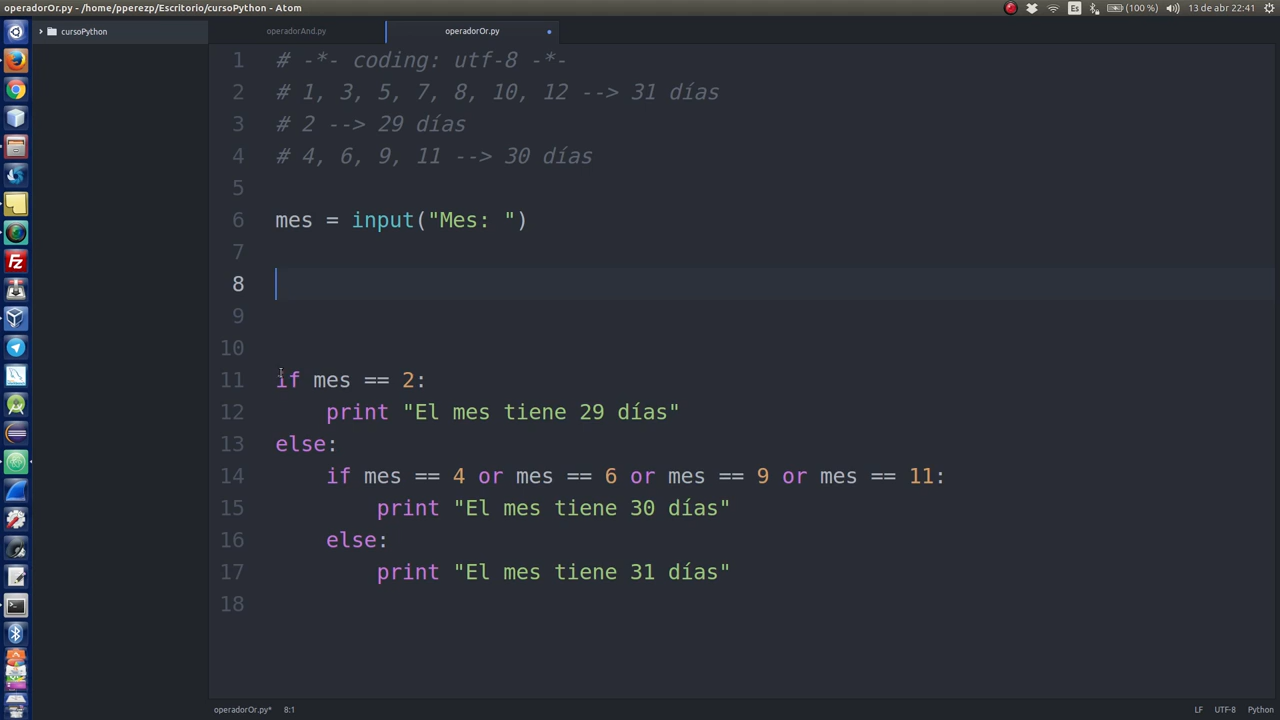 operadorOr.py - /home/pperezp/Escritorio/cursoPython - Atom
Es (100 %) 13 de abr 22:41
cursoPython
operadorAnd.py
operadorOr.py
1 # -*- coding: utf-8 -*-
2 # 1, 3, 5, 7, 8, 10, 12 --> 31 días
3 # 2 --> 29 días
4 # 4, 6, 9, 11 --> 30 días
5
6 mes = input("Mes: ")
7
8
9
10
11 if mes == 2:
12     print "El mes tiene 29 días"
13 else:
14     if mes == 4 or mes == 6 or mes == 9 or mes == 11:
15         print "El mes tiene 30 días"
16     else:
17         print "El mes tiene 31 días"
18
operadorOr.py* 8:1
LF UTF-8 Python